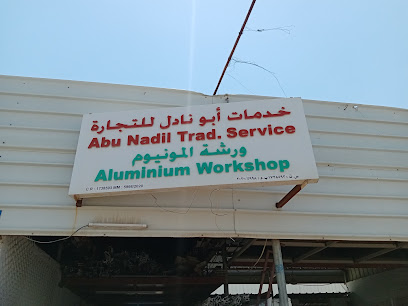 خدمات أبو نادل للتجارة
Abu Nadil Trad. Service
ورشة المونيوم
Aluminium Workshop